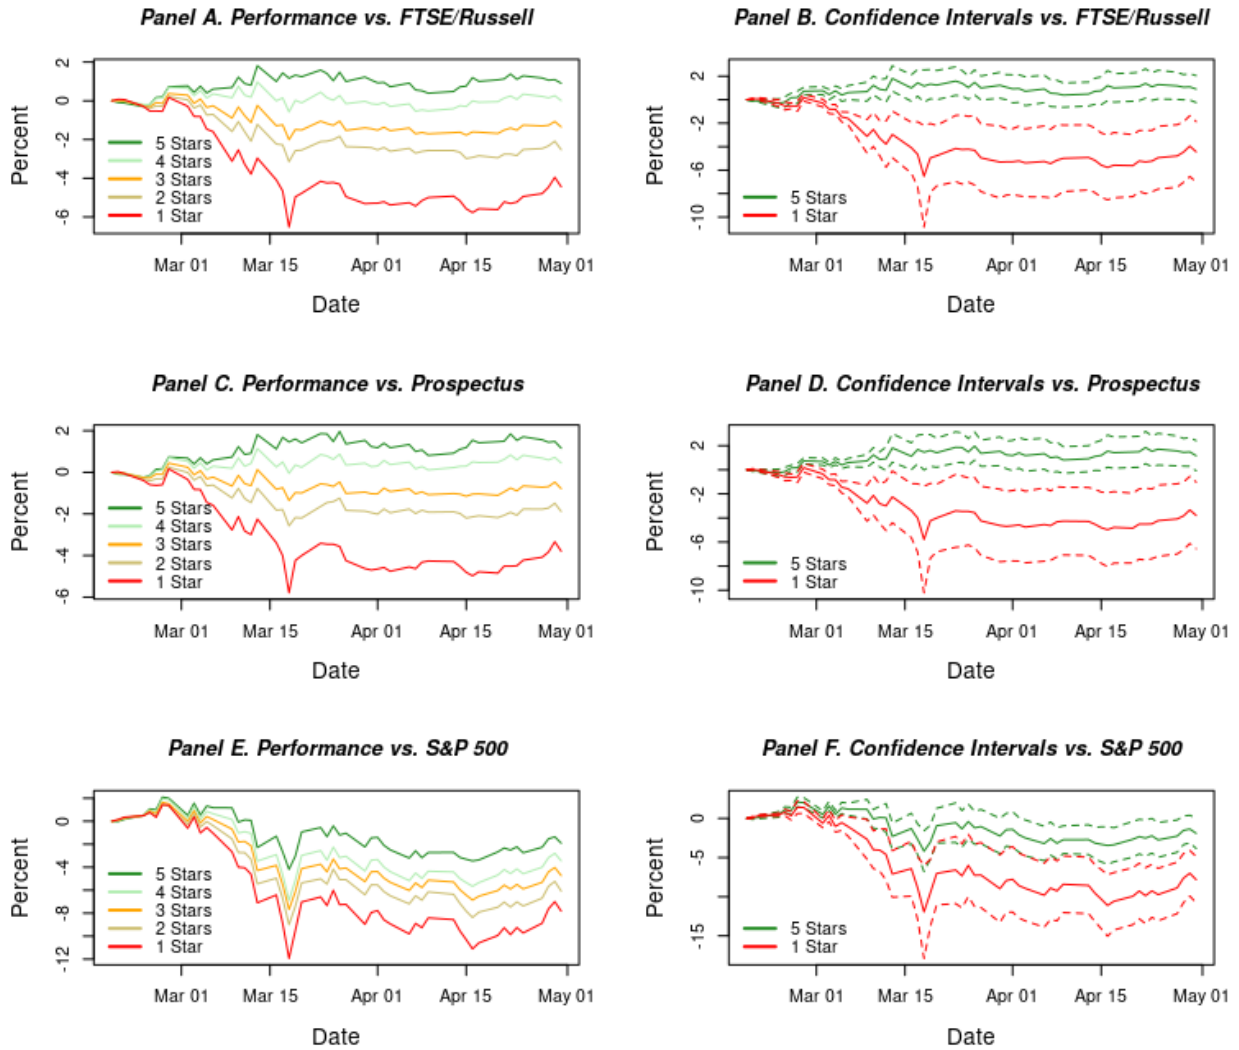 Panel A. Performance vs. FTSE/Russell
Percent
2
0
-2
-4
-6
5 Stars
4 Stars
3 Stars
2 Stars
1 Star
Mar 01 Mar 15 Apr 01 Apr 15 May 01
Date
Panel B. Confidence Intervals vs. FTSE/Russell
Percent
2
-2
-6
-10
5 Stars
1 Star
Mar 01 Mar 15 Apr 01 Apr 15 May 01
Date
Panel C. Performance vs. Prospectus
Percent
2
0
-2
-4
-6
5 Stars
4 Stars
3 Stars
2 Stars
1 Star
Mar 01 Mar 15 Apr 01 Apr 15 May 01
Date
Panel D. Confidence Intervals vs. Prospectus
Percent
2
-2
-6
-10
5 Stars
1 Star
Mar 01 Mar 15 Apr 01 Apr 15 May 01
Date
Panel E. Performance vs. S&P 500
Percent
0
-4
-8
-12
5 Stars
4 Stars
3 Stars
2 Stars
1 Star
Mar 01 Mar 15 Apr 01 Apr 15 May 01
Date
Panel F. Confidence Intervals vs. S&P 500
Percent
0
-5
-15
5 Stars
1 Star
Mar 01 Mar 15 Apr 01 Apr 15 May 01
Date